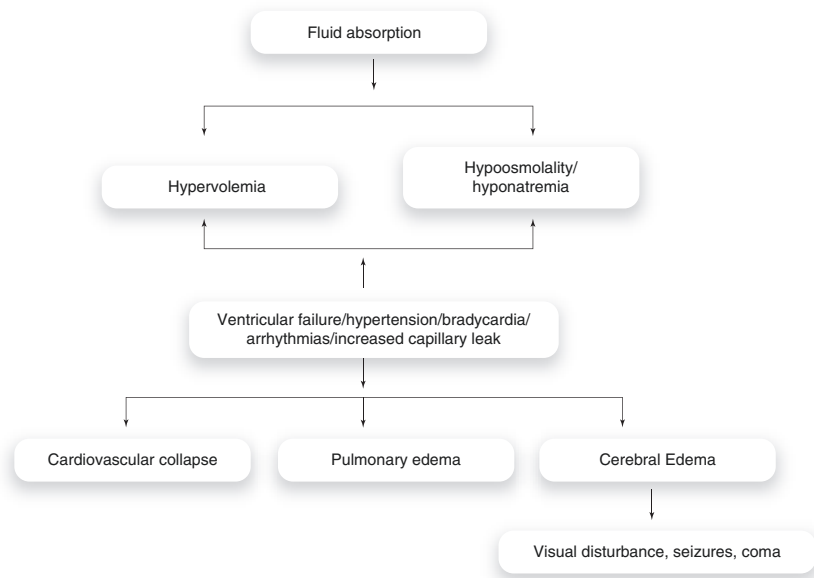 Fluid absorption
Hypervolemia
Hypoosmolality/
hyponatremia
Ventricular failure/hypertension/bradycardia/
arrhythmias/increased capillary leak
Cardiovascular collapse
Pulmonary edema
Cerebral Edema
Visual disturbance, seizures, coma